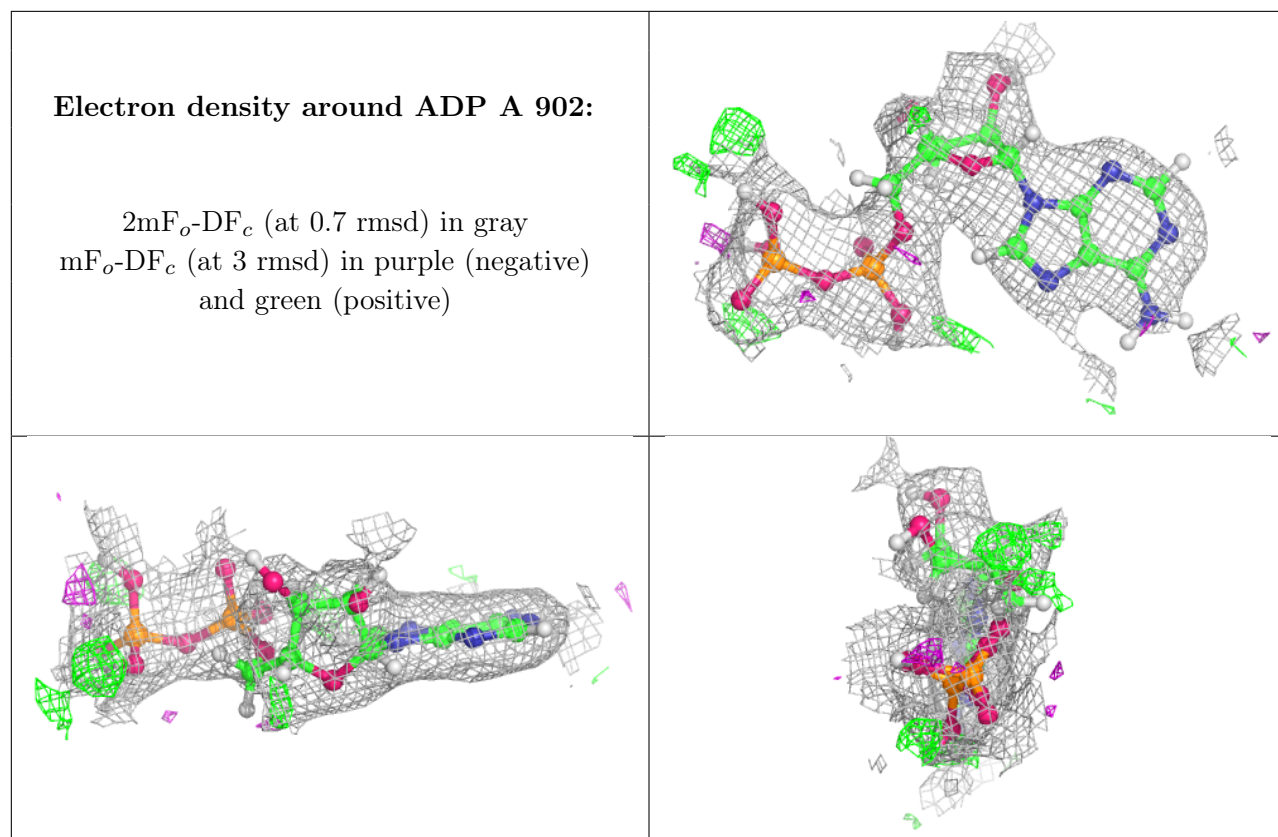 Electron density around ADP A 902:
2mFo-DFc (at 0.7 rmsd) in gray
mFo-DFc (at 3 rmsd) in purple (negative)
and green (positive)